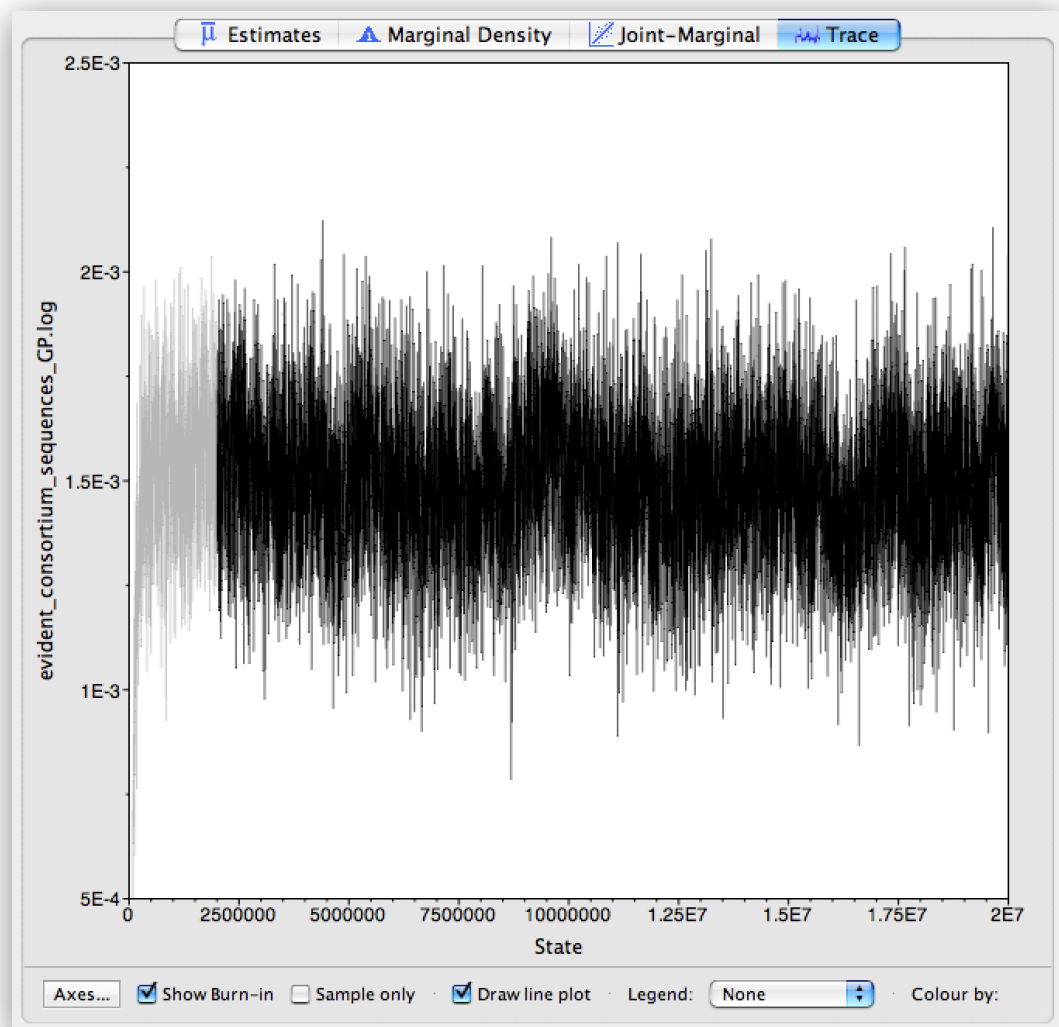 μ Estimates Marginal Density Joint-Marginal Trace
2.5E-3
2E-3
1.5E-3
1E-3
5E-4
evident_consortium_sequences_GP.log
0 2500000 5000000 7500000 10000000 1.25E7 1.5E7 1.75E7 2E7
State
Axes... Show Burn-in Sample only Draw line plot Legend: None Colour by: